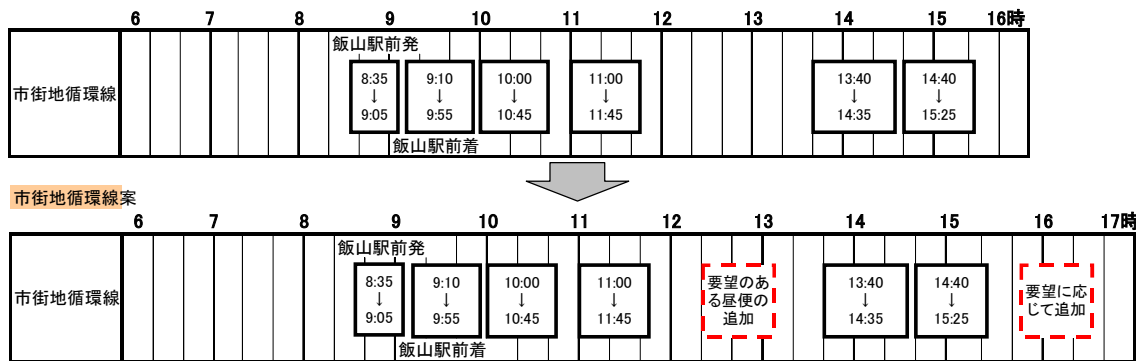 6 7 8 9 10 11 12 13 14 15 16時
飯山駅前発
市街地循環線
8:35
↓
9:05
9:10
↓
9:55
10:00
↓
10:45
11:00
↓
11:45
13:40
↓
14:35
14:40
↓
15:25
飯山駅前着
市街地循環線案
6 7 8 9 10 11 12 13 14 15 16 17時
飯山駅前発
市街地循環線
8:35
↓
9:05
9:10
↓
9:55
10:00
↓
10:45
11:00
↓
11:45
要望のあ
る昼便の
追加
13:40
↓
14:35
14:40
↓
15:25
要望に応
じて追加
飯山駅前着